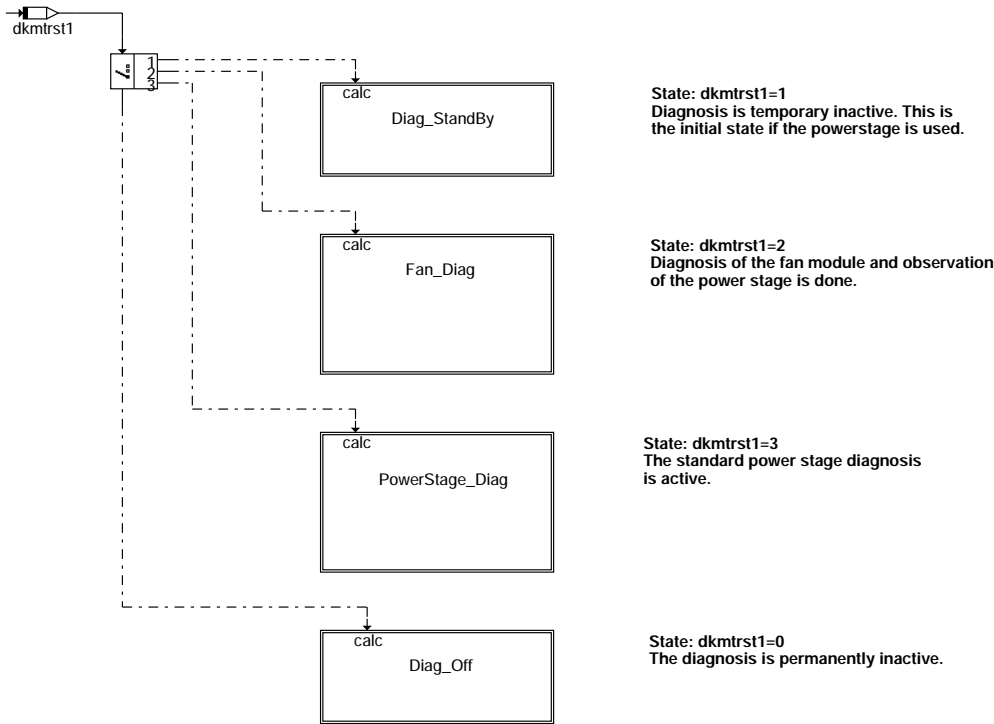 dkmtrst1
1
2
3
calc
Diag_StandBy
State: dkmtrst1=1
Diagnosis is temporary inactive. This is
the initial state if the powerstage is used.
calc
Fan_Diag
State: dkmtrst1=2
Diagnosis of the fan module and observation
of the power stage is done.
calc
PowerStage_Diag
State: dkmtrst1=3
The standard power stage diagnosis
is active.
calc
Diag_Off
State: dkmtrst1=0
The diagnosis is permanently inactive.